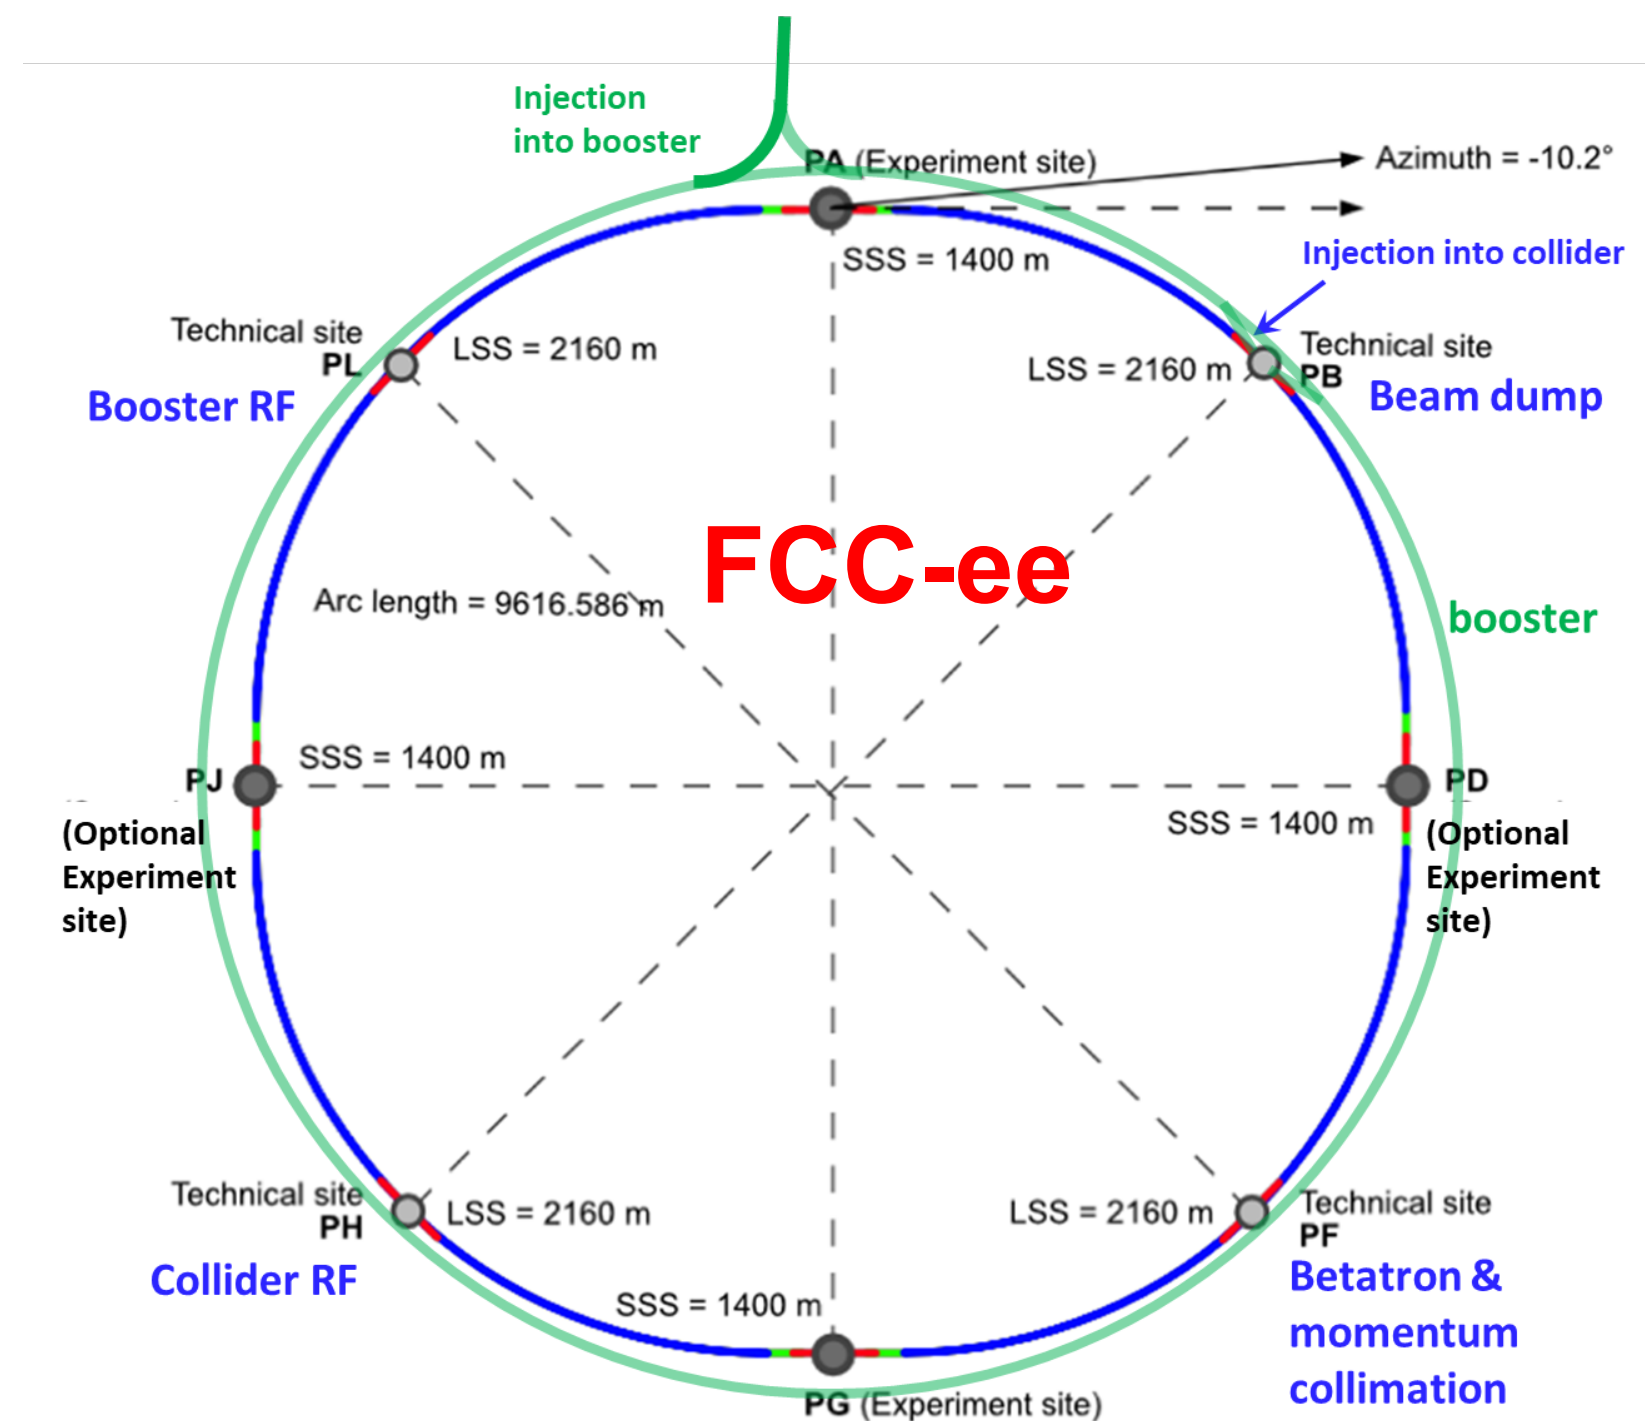 Injection
into booster
PA (Experiment site)
Azimuth = -10.2°
SSS = 1400 m
Injection into collider
Technical site
PL
Booster RF
LSS = 2160 m
LSS = 2160 m
Technical site
PB
Beam dump
FCC-ee
Arc length = 9616.586 m
booster
PJ
SSS = 1400 m
(Optional
Experiment
site)
PD
SSS = 1400 m
(Optional
Experiment
site)
Technical site
PH
LSS = 2160 m
Collider RF
LSS = 2160 m
Technical site
PF
Betatron &
momentum
collimation
SSS = 1400 m
PG (Experiment site)